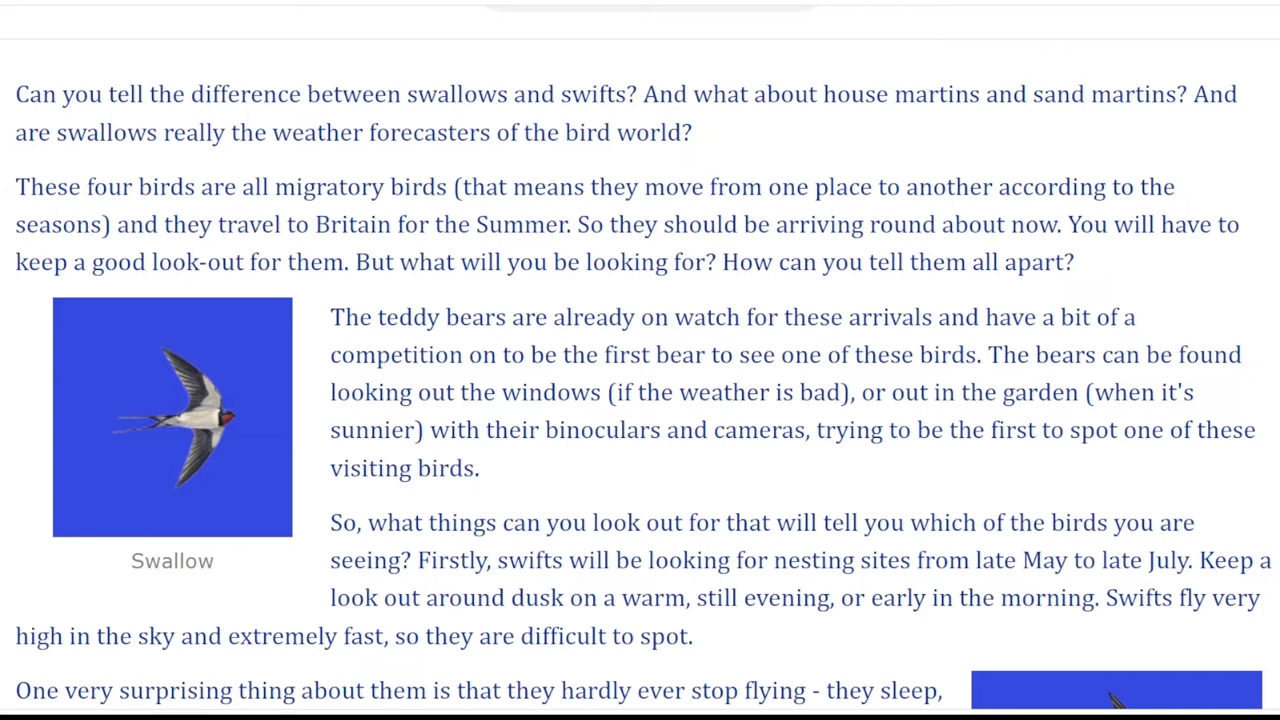 Can you tell the difference between swallows and swifts? And what about house martins and sand martins? And
are swallows really the weather forecasters of the bird world?
These four birds are all migratory birds (that means they move from one place to another according to the
seasons) and they travel to Britain for the Summer. So they should be arriving round about now. You will have to
keep a good look-out for them. But what will you be looking for? How can you tell them all apart?
The teddy bears are already on watch for these arrivals and have a bit of a
competition on to be the first bear to see one of these birds. The bears can be found
looking out the windows (if the weather is bad), or out in the garden (when it's
sunnier) with their binoculars and cameras, trying to be the first to spot one of these
visiting birds.
Swallow
So, what things can you look out for that will tell you which of the birds you are
seeing? Firstly, swifts will be looking for nesting sites from late May to late July. Keep a
look out around dusk on a warm, still evening, or early in the morning. Swifts fly very
high in the sky and extremely fast, so they are difficult to spot.
One very surprising thing about them is that they hardly ever stop flying - they sleep,